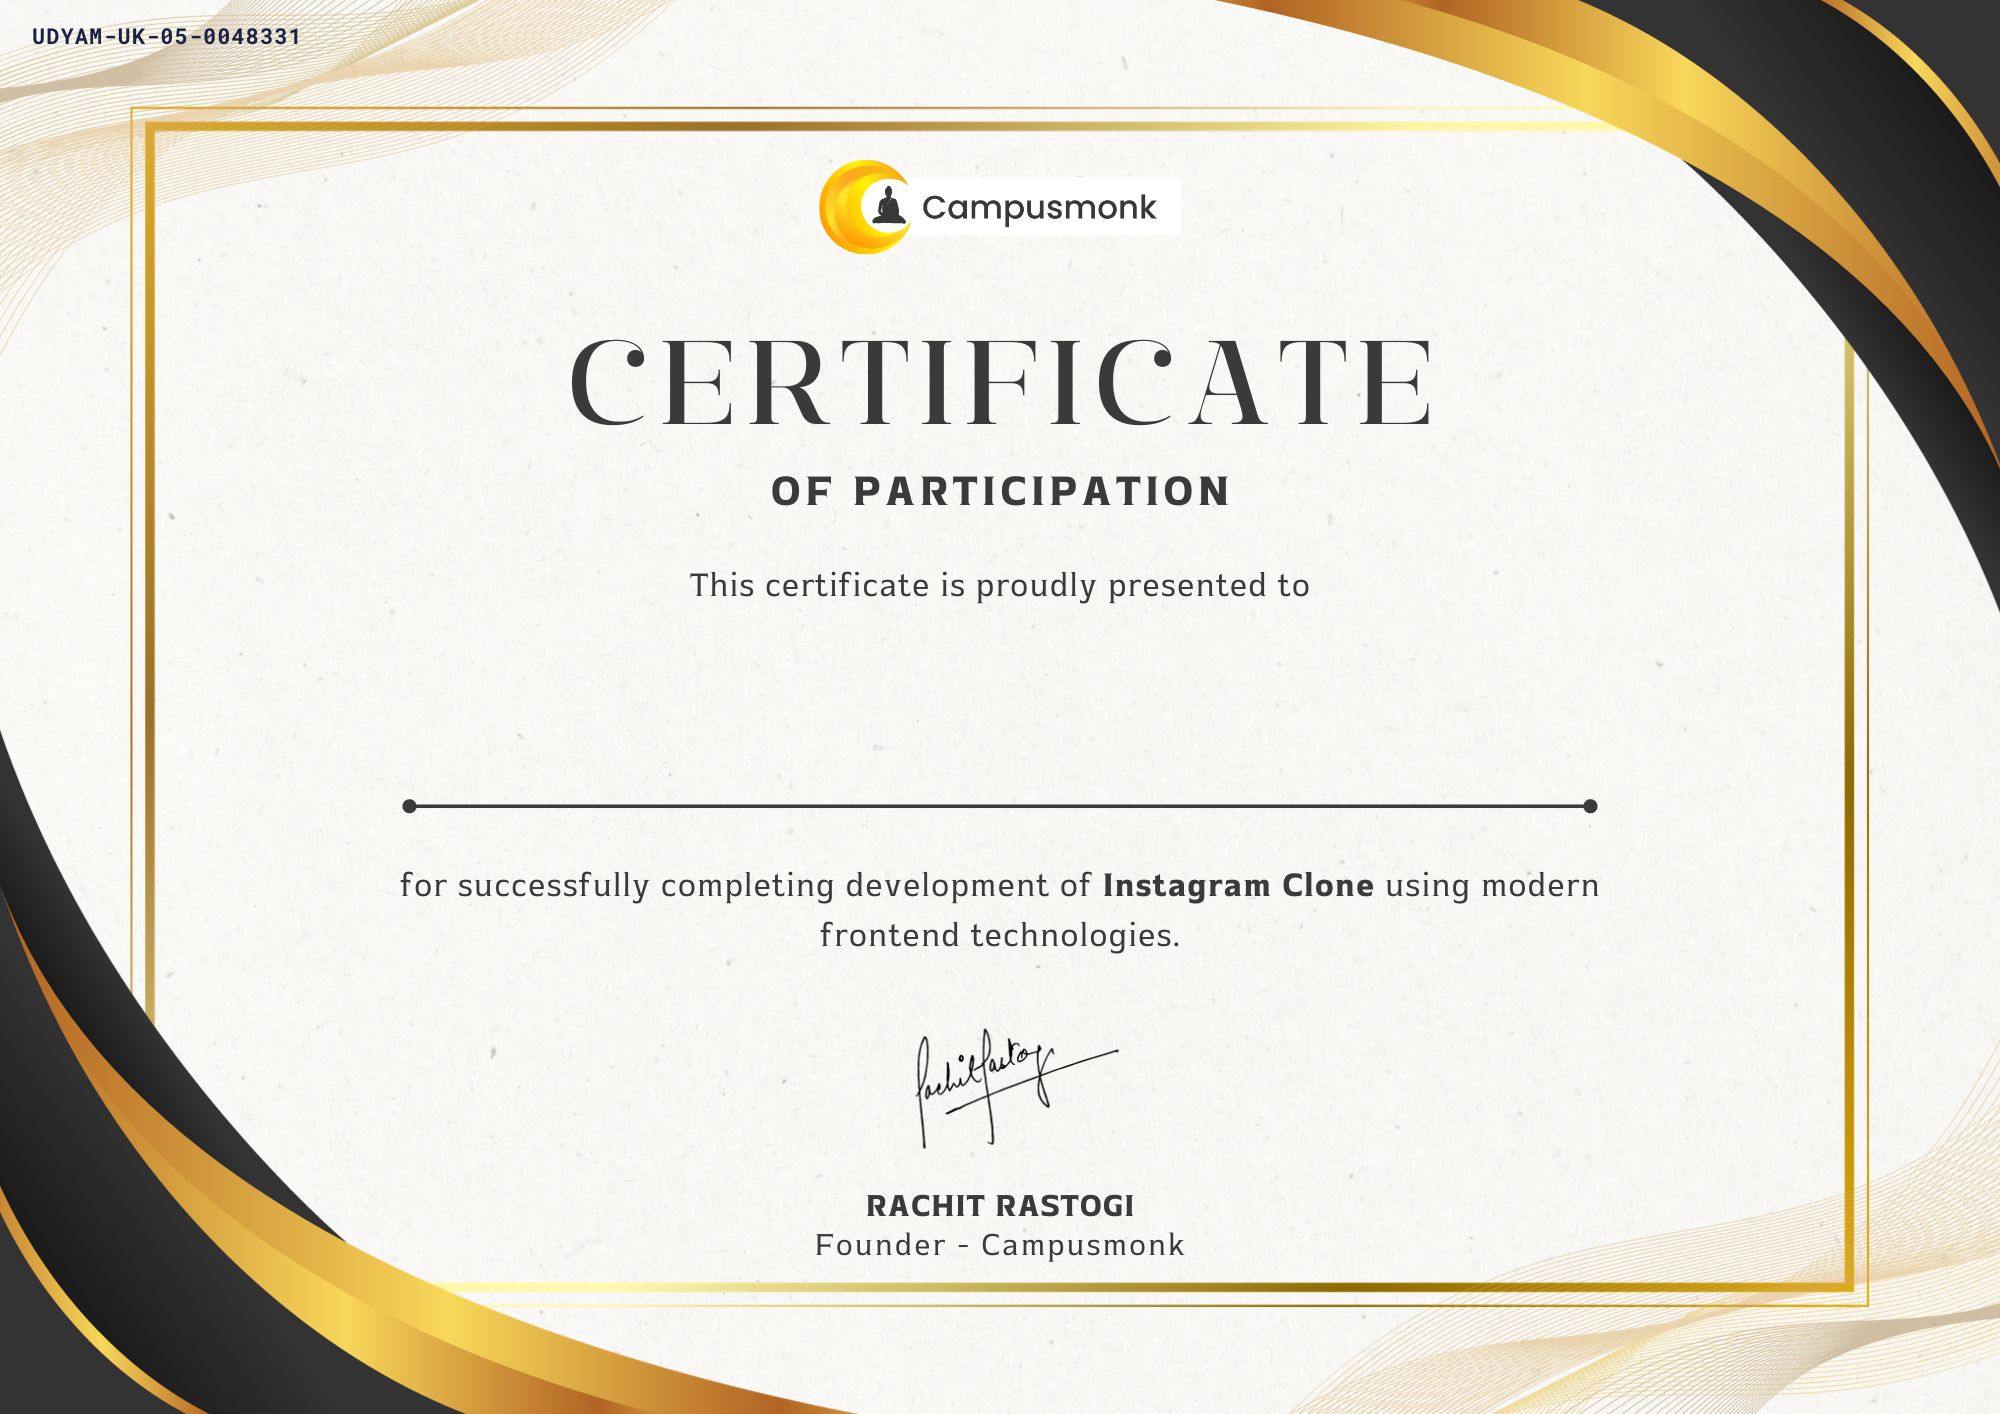 UDYAM-UK-05-0048331
Campusmonk
CERTIFICATE
OF PARTICIPATION
This certificate is proudly presented to
for successfully completing development of Instagram Clone using modern
frontend technologies.
Rachit Rastogi
RACHIT RASTOGI
Founder - Campusmonk